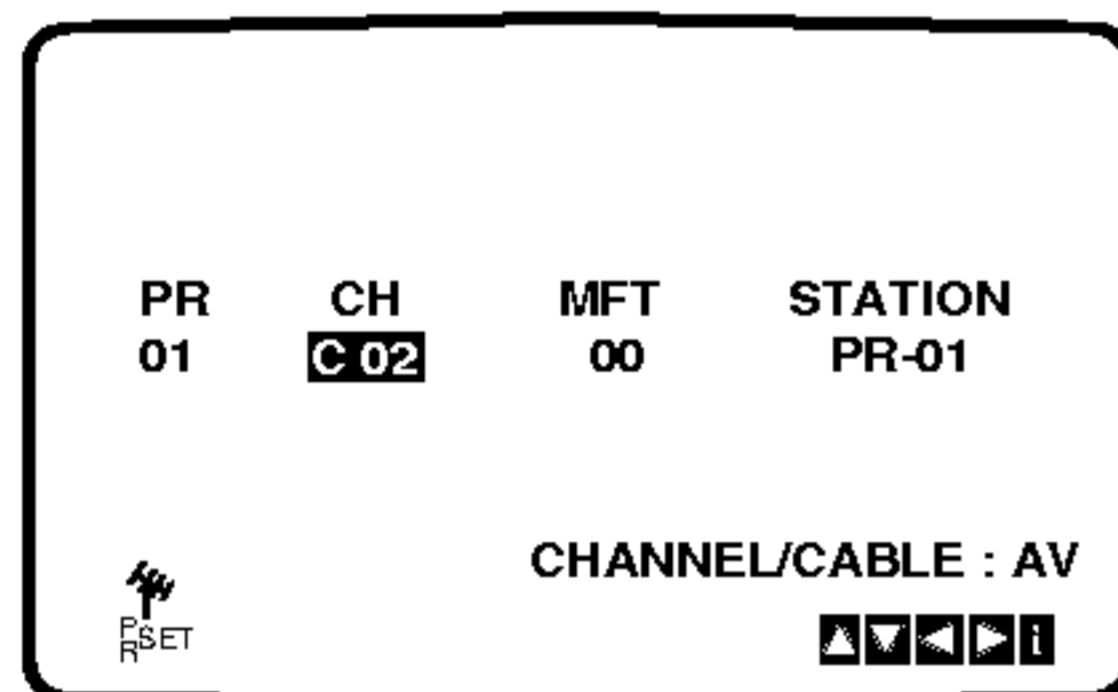 PR CH MFT STATION
01 C 02 00 PR-01
CHANNEL/CABLE : AV
PR SET
i